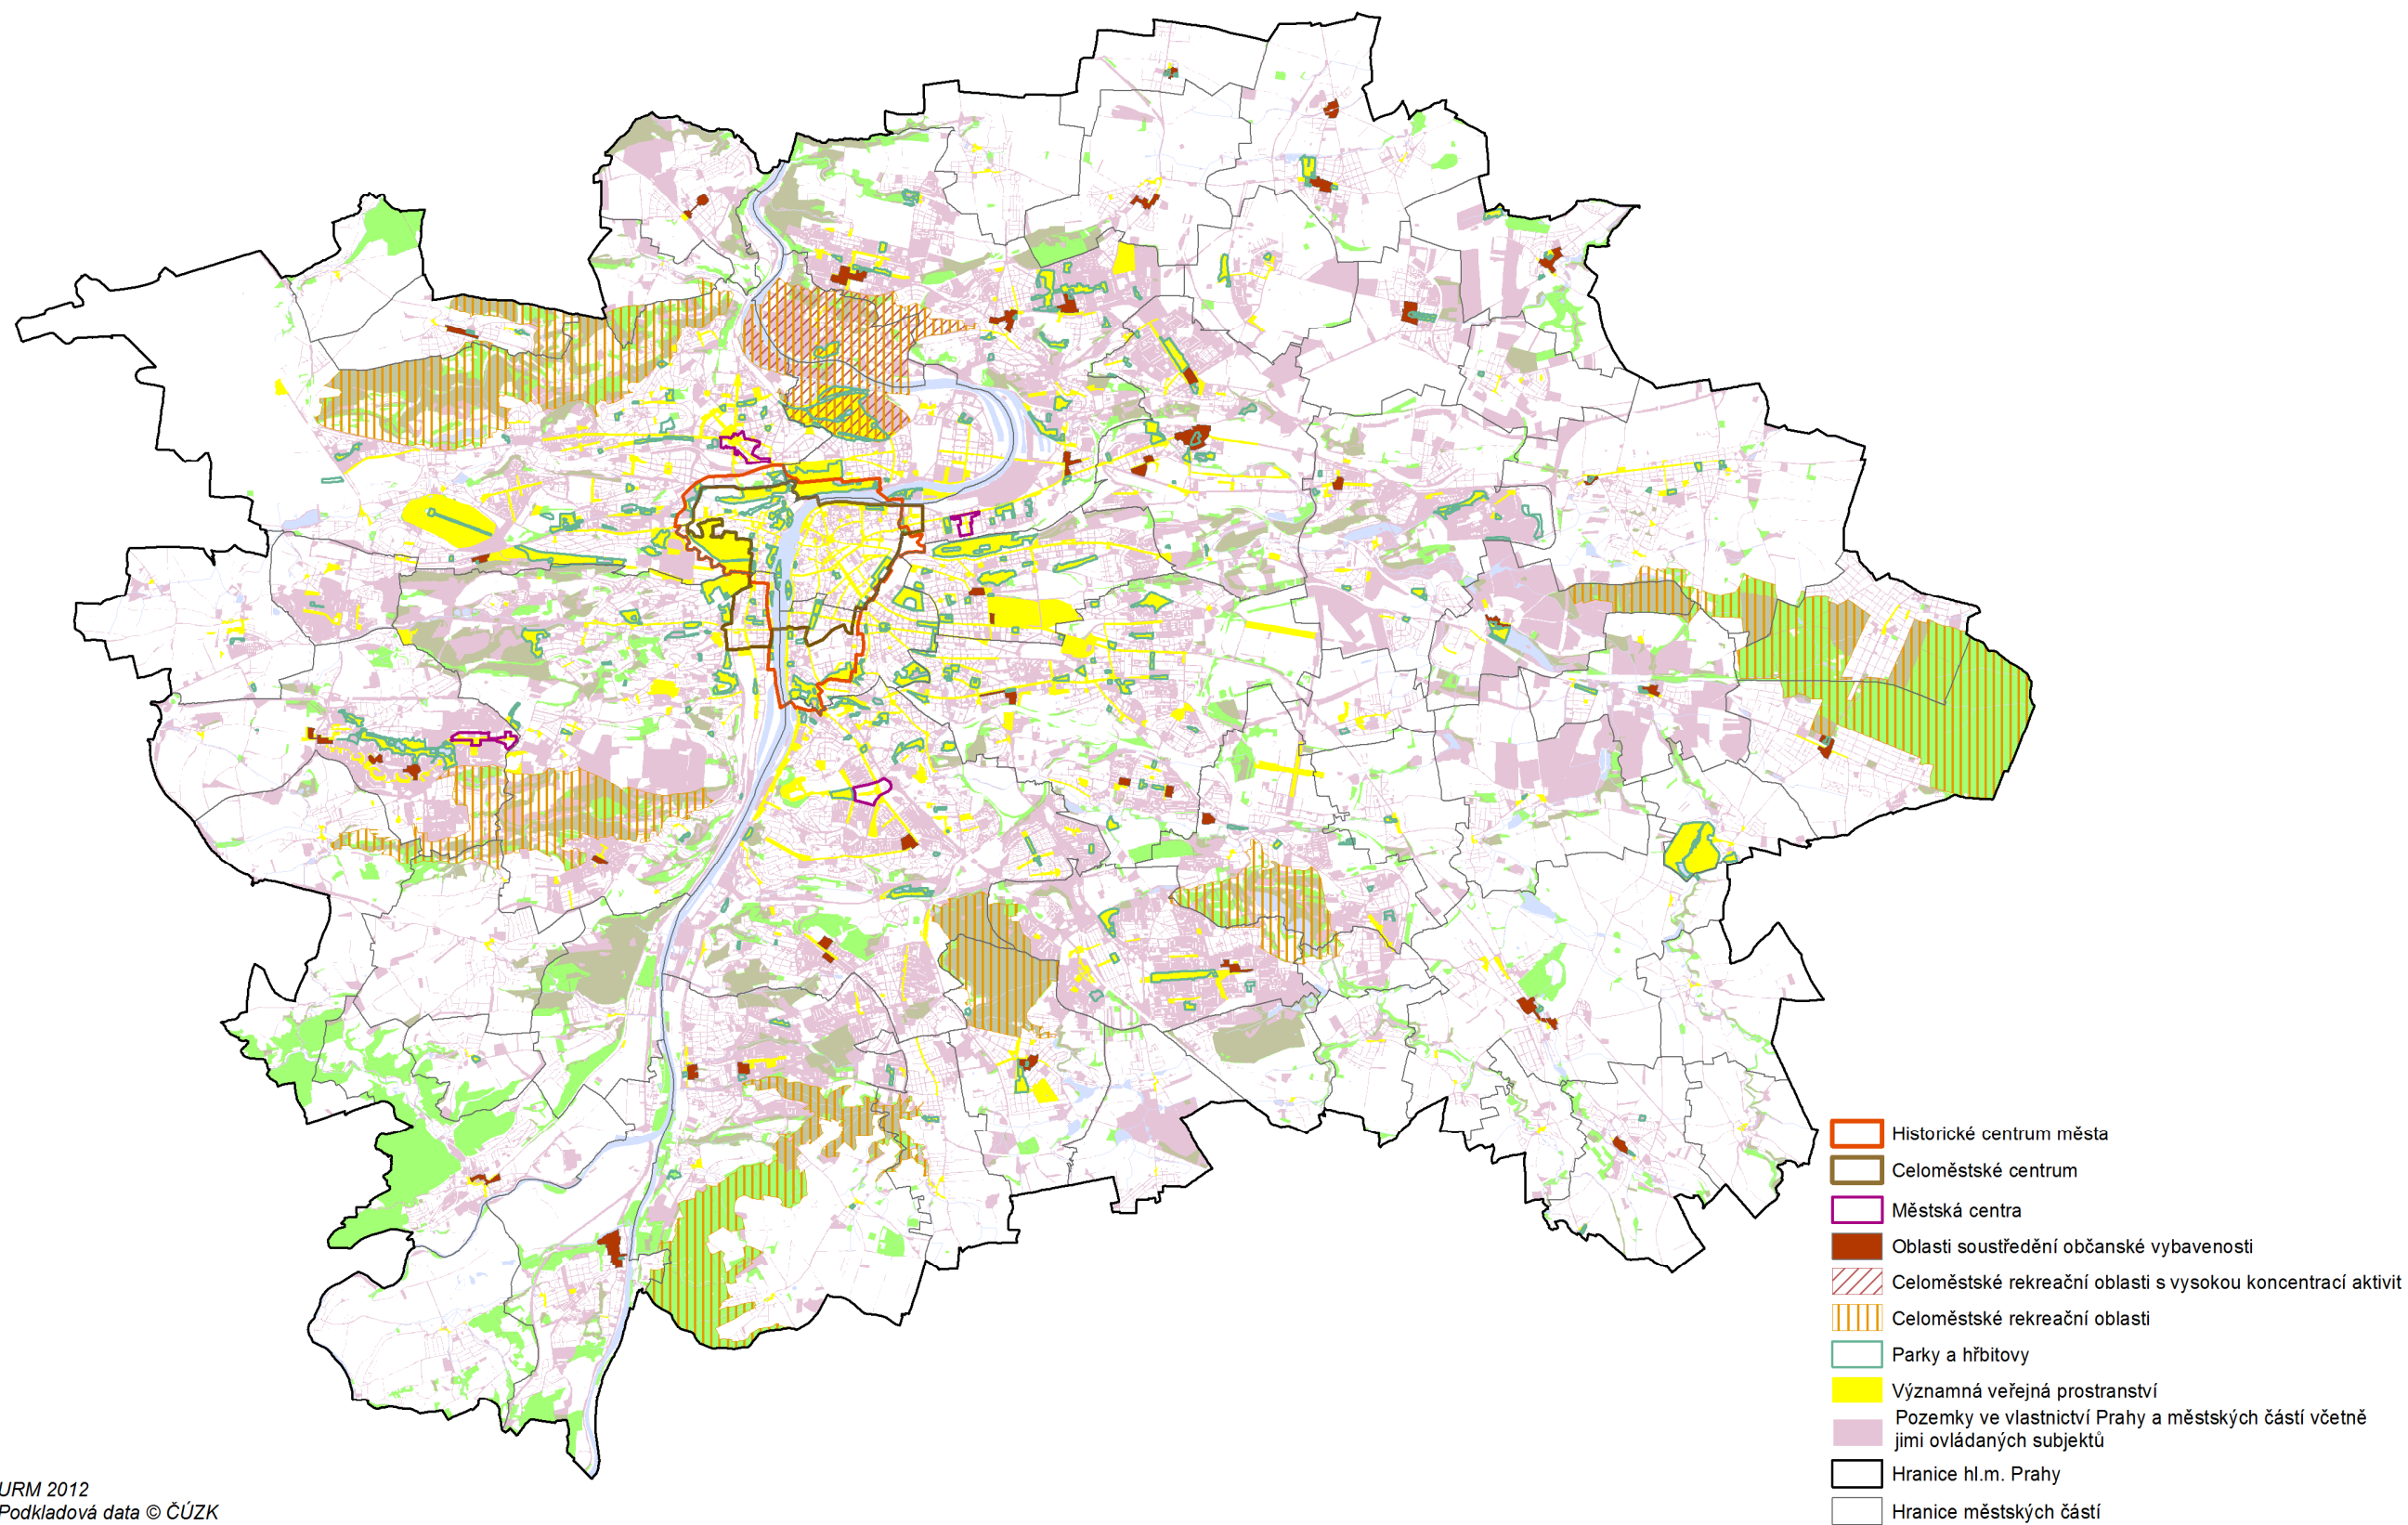 Historické centrum města
Celoměstské centrum
Městská centra
Oblasti soustředění občanské vybavenosti
Celoměstské rekreační oblasti s vysokou koncentrací aktivit
Celoměstské rekreační oblasti
Parky a hřbitovy
Významná veřejná prostranství
Pozemky ve vlastnictví Prahy a městských částí včetně
jimi ovládaných subjektů
Hranice hl.m. Prahy
Hranice městských částí
URM 2012
Podkladová data © ČÚZK